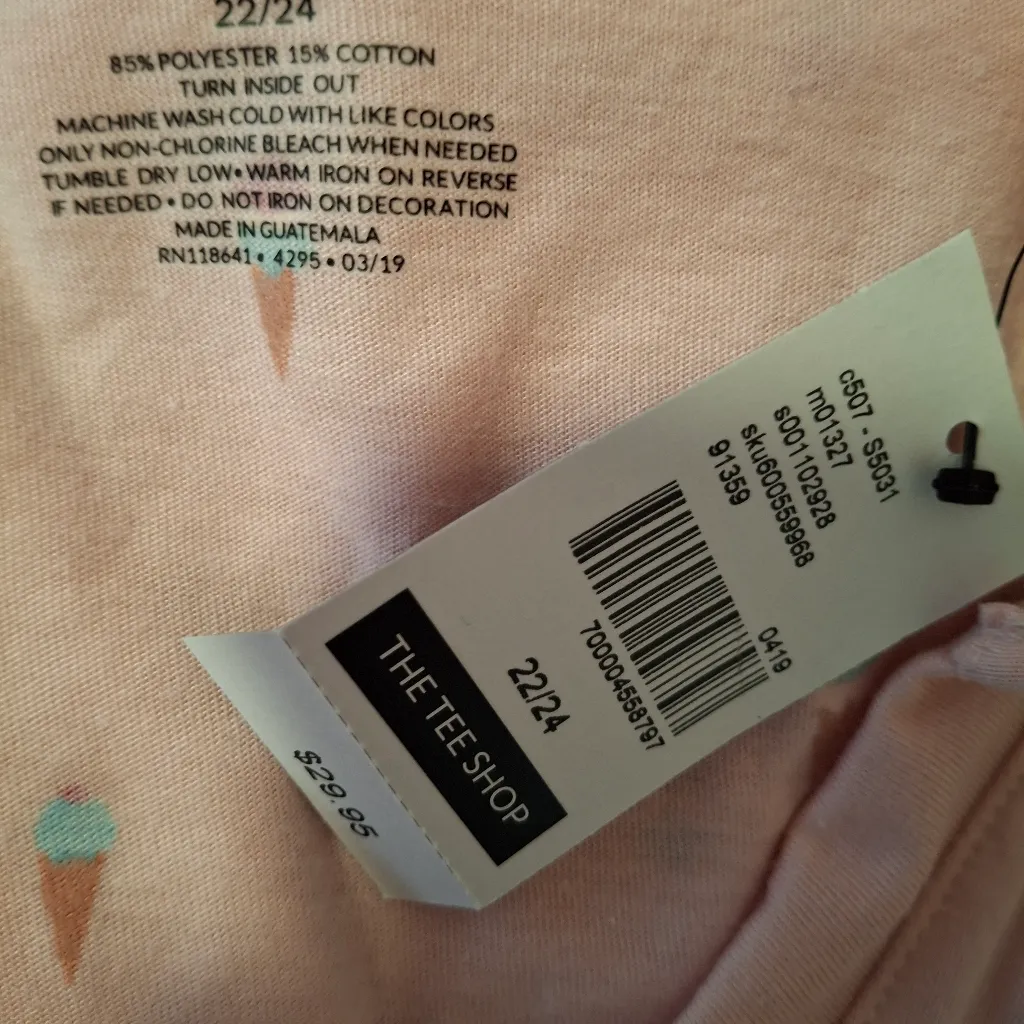 22/24
85% POLYESTER 15% COTTON
TURN INSIDE OUT
MACHINE WASH COLD WITH LIKE COLORS
ONLY NON-CHLORINE BLEACH WHEN NEEDED
TUMBLE DRY LOW • WARM IRON ON REVERSE
IF NEEDED • DO NOT IRON ON DECORATION
MADE IN GUATEMALA
RN118641 • 4295 • 03/19
c507 - S5031
m01327
s001102928
sku600559968
91359
0419
700004558797
22/24
THE TEE SHOP
$29.95